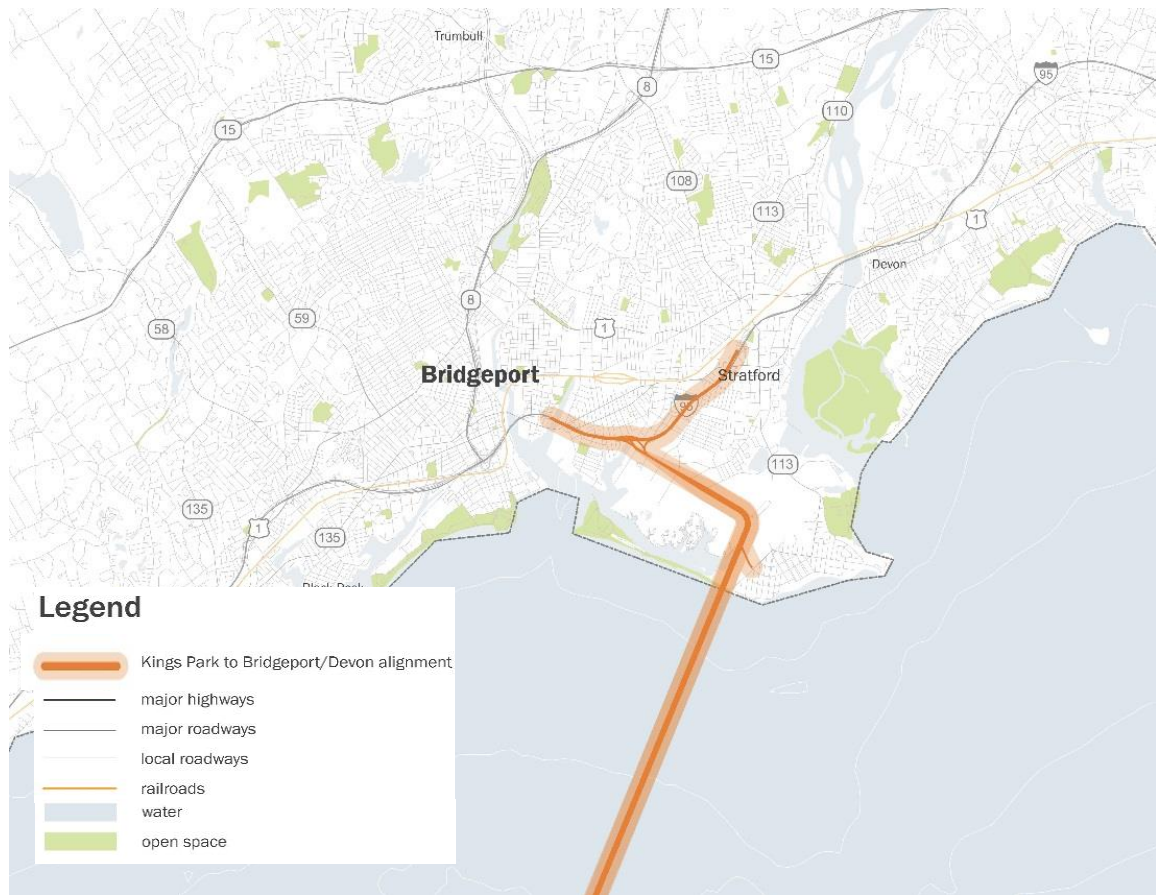 Trumbull
15
8
95
15
110
108
113
1
Devon
8
58
59
1
Bridgeport
Stratford
95
113
135
1
135
Legend
Kings Park to Bridgeport/Devon alignment
major highways
major roadways
local roadways
railroads
water
open space